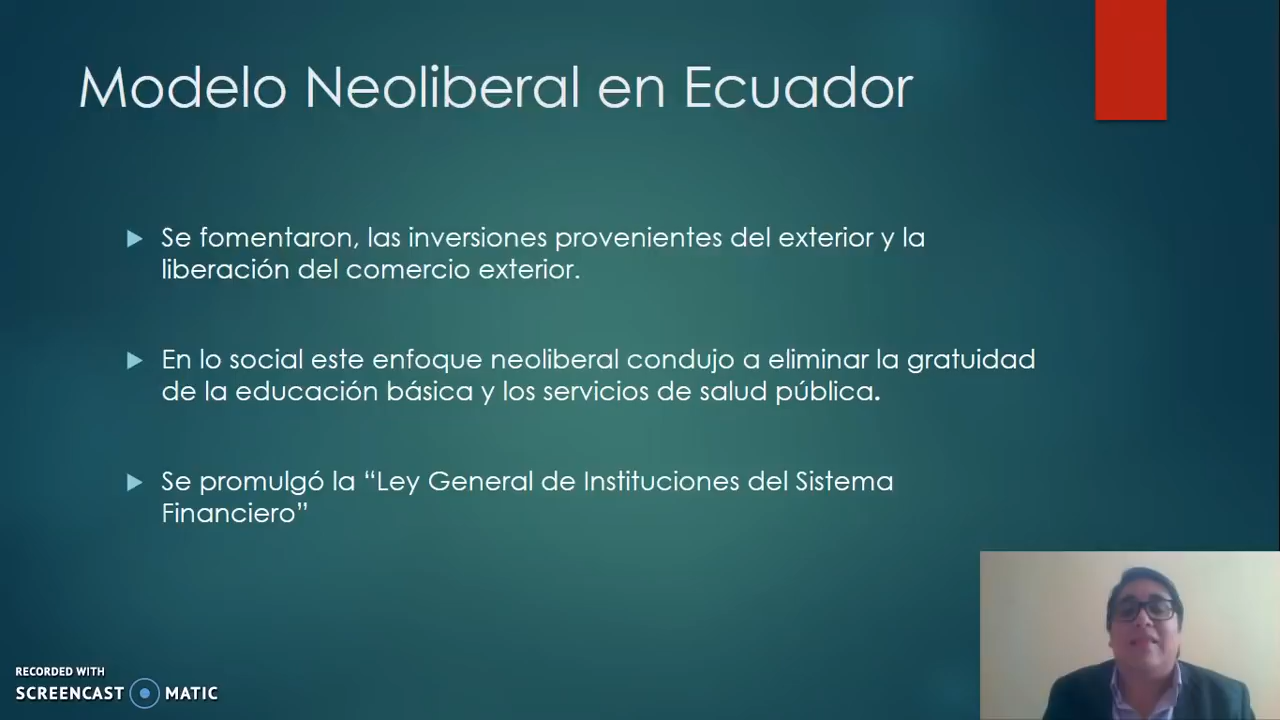 Modelo Neoliberal en Ecuador
Se fomentaron, las inversiones provenientes del exterior y la
liberación del comercio exterior.
En lo social este enfoque neoliberal condujo a eliminar la gratuidad
de la educación básica y los servicios de salud pública.
Se promulgó la “Ley General de Instituciones del Sistema
Financiero”
RECORDED WITH
SCREENCAST MATIC